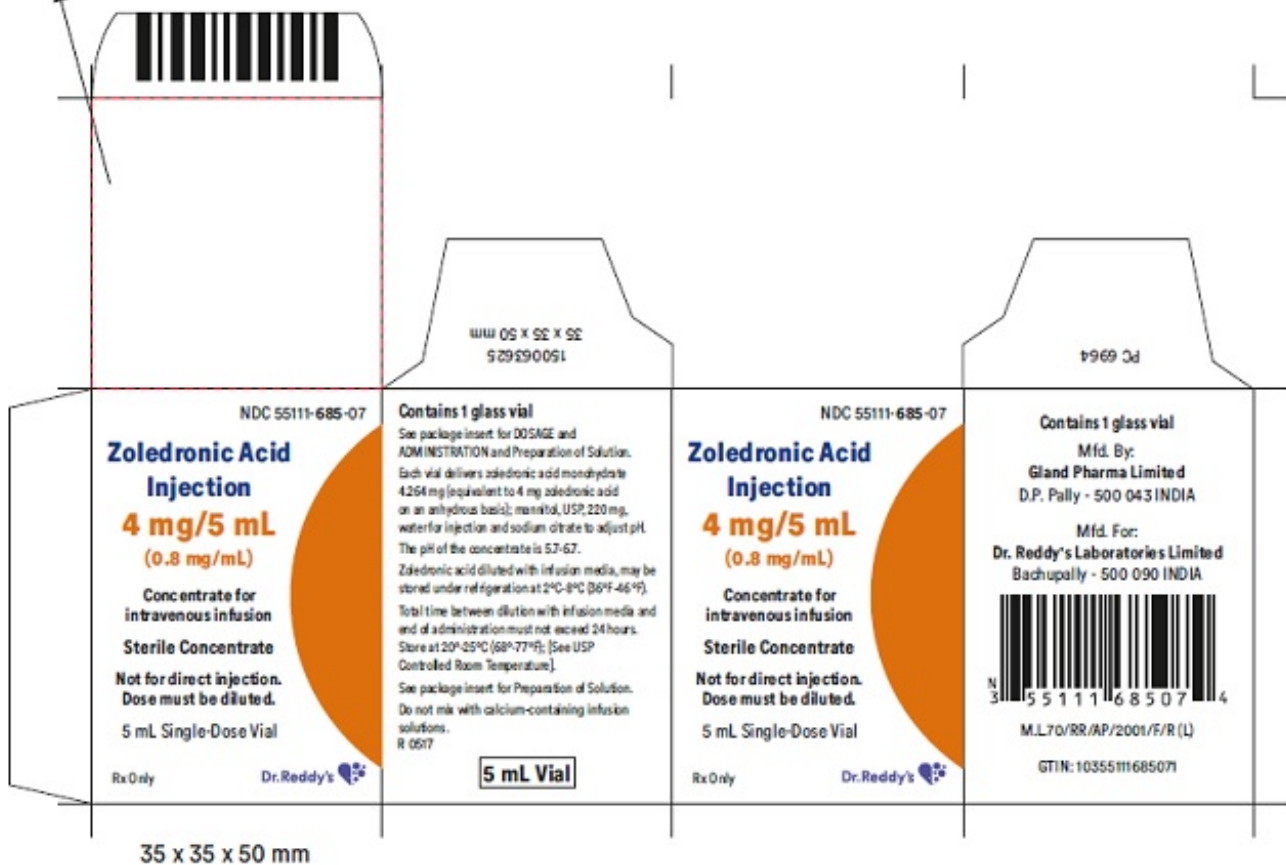 35 x 35 x 50 mm
150063625
PC 6964
NDC 55111-685-07
Zoledronic Acid
Injection
4 mg/5 mL
(0.8 mg/mL)
Concentrate for
intravenous infusion
Sterile Concentrate
Not for direct injection.
Dose must be diluted.
5 mL Single-Dose Vial
Rx Only
Dr.Reddy's
Contains 1 glass vial
See package insert for DOSAGE and
ADMINISTRATION and Preparation of Solution.
Each vial delivers zoledronic acid monohydrate
4.264 mg (equivalent to 4 mg zoledronic acid
on an anhydrous basis); mannitol, USP, 220 mg,
water for injection and sodium citrate to adjust pH.
The pH of the concentrate is 5.7-6.7.
Zoledronic acid diluted with infusion media, may be
stored under refrigeration at 2°C-8°C (36°F-46°F).
Total time between dilution with infusion media and
end of administration must not exceed 24 hours.
Store at 20°-25°C (68°-77°F); [See USP
Controlled Room Temperature].
See package insert for Preparation of Solution.
Do not mix with calcium-containing infusion
solutions.
R 0517
5 mL Vial
NDC 55111-685-07
Zoledronic Acid
Injection
4 mg/5 mL
(0.8 mg/mL)
Concentrate for
intravenous infusion
Sterile Concentrate
Not for direct injection.
Dose must be diluted.
5 mL Single-Dose Vial
Rx Only
Dr.Reddy's
Contains 1 glass vial
Mfd. By:
Gland Pharma Limited
D.P. Pally - 500 043 INDIA
Mfd. For:
Dr. Reddy's Laboratories Limited
Bachupally - 500 090 INDIA
N
3 55111 68507 4
M.L.70/RR/AP/2001/F/R (L)
GTIN: 10355111685071
35 x 35 x 50 mm